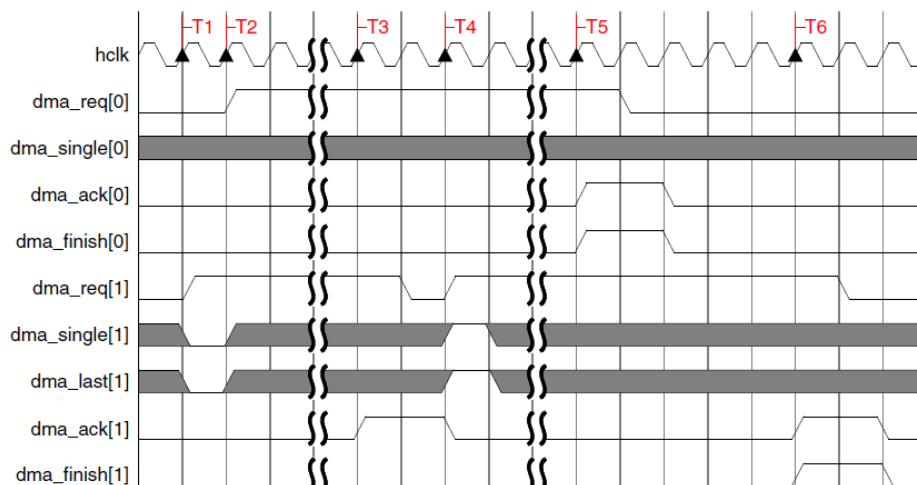 T1 T2 T3 T4 T5 T6
hclk
dma_req[0]
dma_single[0]
dma_ack[0]
dma_finish[0]
dma_req[1]
dma_single[1]
dma_last[1]
dma_ack[1]
dma_finish[1]